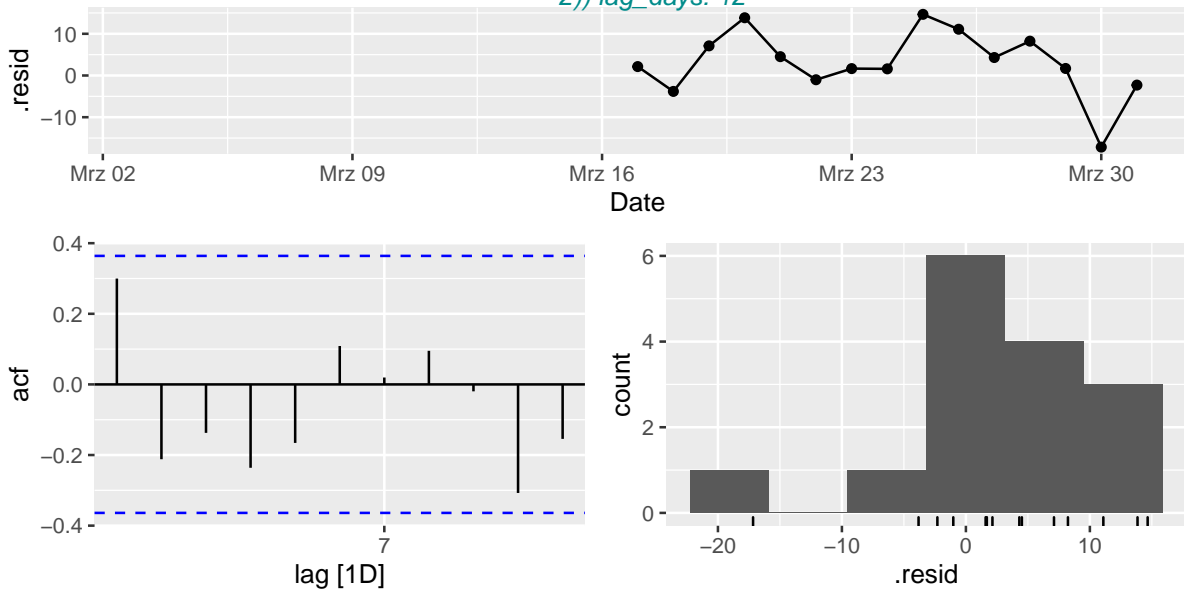 2)) lag_days: 12
.resid
10
0
−10
Mrz 02 Mrz 09 Mrz 16 Mrz 23 Mrz 30
Date
acf
0.4
0.2
0.0
−0.2
−0.4
7
lag [1D]
count
6
4
2
0
−20 −10 0 10
.resid